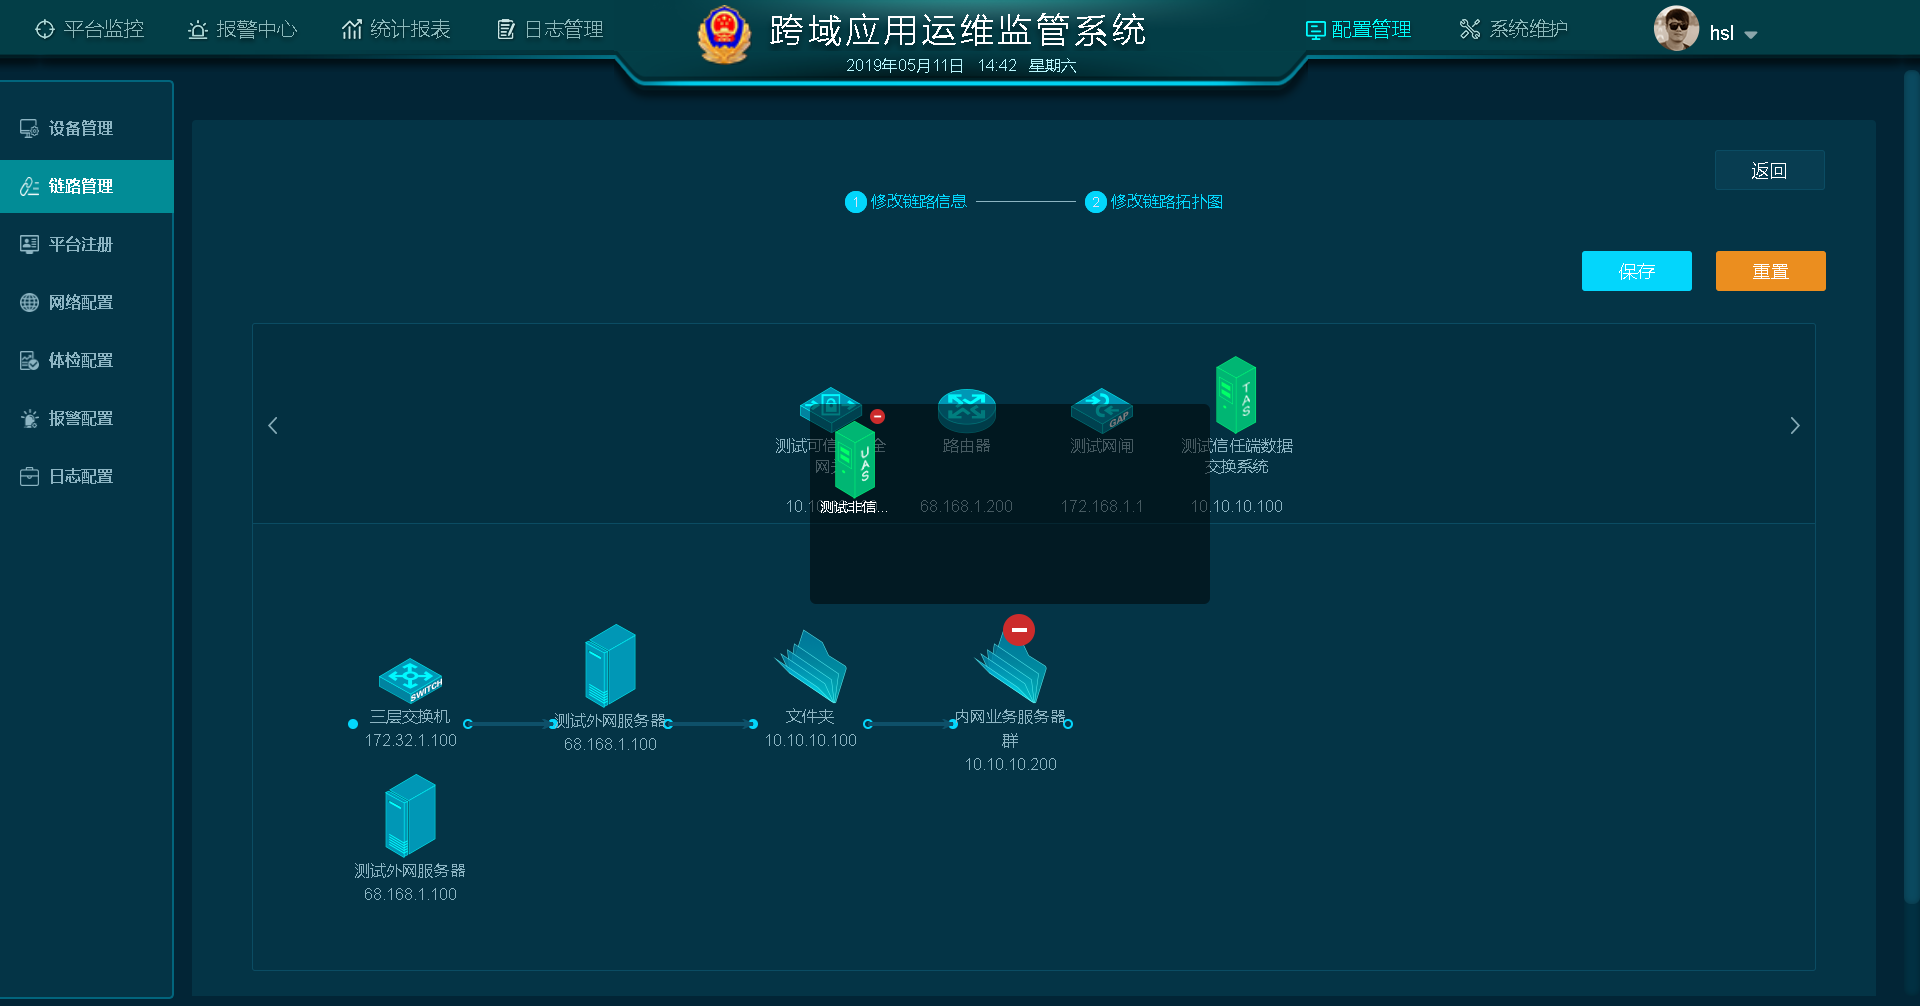 平台监控
报警中心
统计报表
日志管理
跨域应用运维监管系统
2019年05月11日 14:42 星期六
配置管理
系统维护
hsl
设备管理
链路管理
平台注册
网络配置
体检配置
报警配置
日志配置
返回
1 修改链路信息
2 修改链路拓扑图
保存
重置
TAS
GAP
UAS
测试可信 全
网关
10.10
测试非信...
路由器
68.168.1.200
测试网闸
172.168.1.1
测试信任端数据
交换系统
10.10.10.100
SWITCH
三层交换机
172.32.1.100
测试外网服务器
68.168.1.100
文件夹
10.10.10.100
内网业务服务器
群
10.10.10.200
测试外网服务器
68.168.1.100